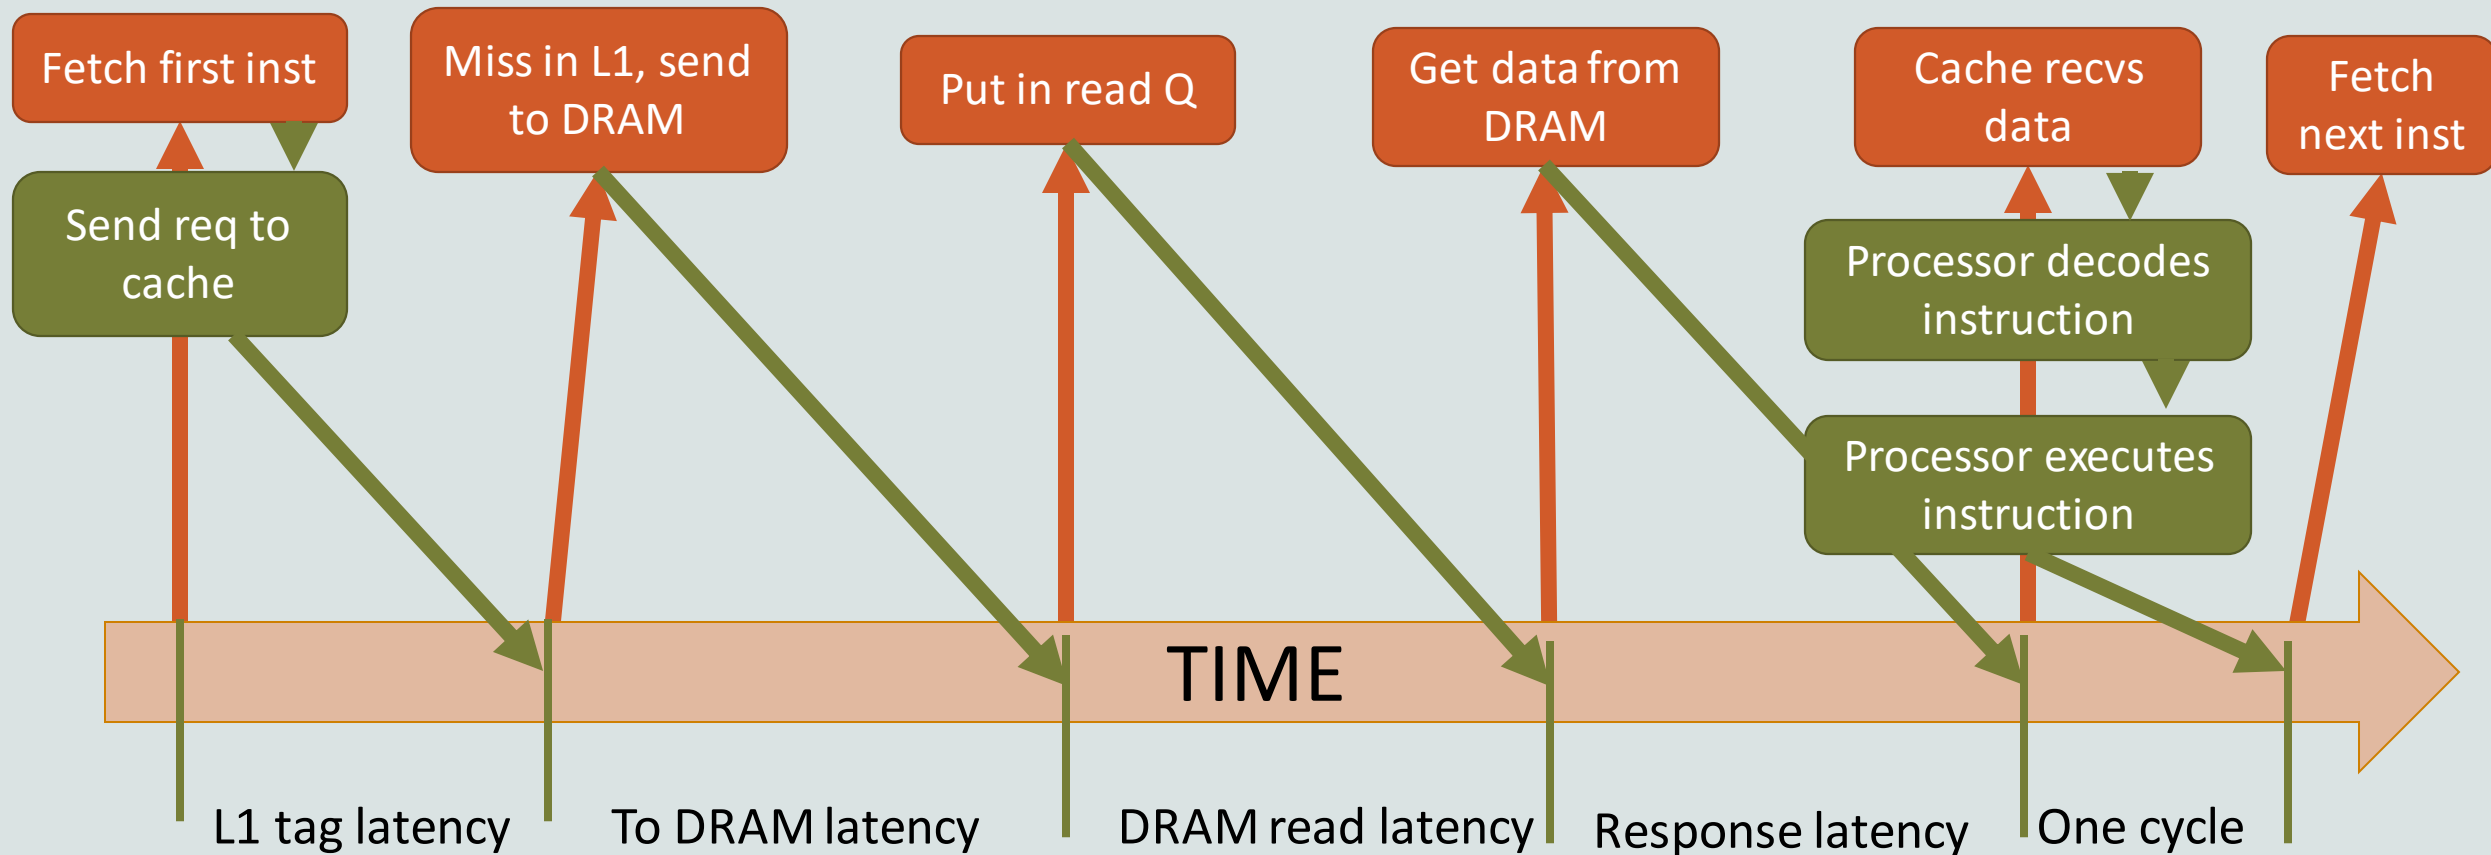 Fetch first inst
Send req to
cache
Miss in L1, send
to DRAM
Put in read Q
Get data from
DRAM
Cache recvs
data
Processor decodes
instruction
Processor executes
instruction
Fetch
next inst
TIME
L1 tag latency
To DRAM latency
DRAM read latency
Response latency
One cycle